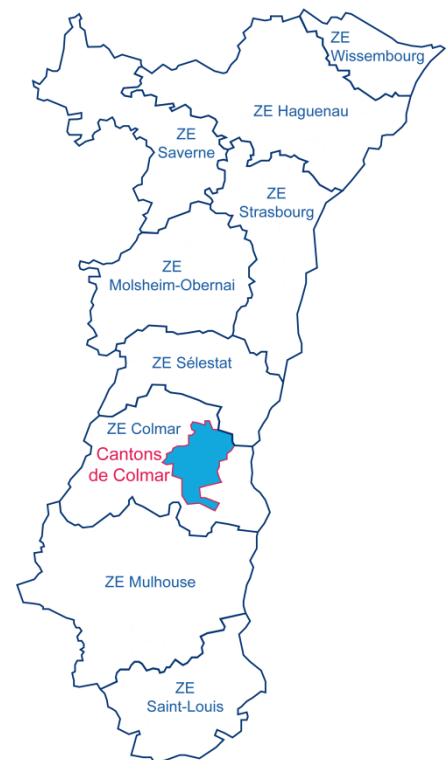 ZE
Wissembourg
ZE Haguenau
ZE
Saverne
ZE
Strasbourg
ZE
Molsheim-Obernai
ZE Sélestat
ZE Colmar
Cantons
de Colmar
ZE Mulhouse
ZE
Saint-Louis